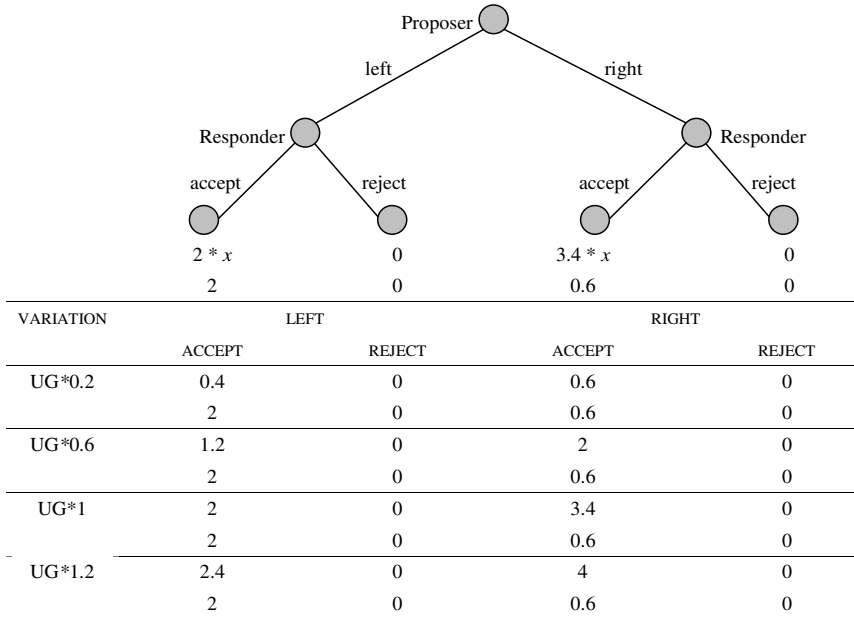 Proposer
left right
Responder Responder
accept reject accept reject
2 * x 0 3.4 * x 0
2 0 0.6 0
VARIATION LEFT RIGHT
ACCEPT REJECT ACCEPT REJECT
UG*0.2 0.4 0 0.6 0
2 0 0.6 0
UG*0.6 1.2 0 2 0
2 0 0.6 0
UG*1 2 0 3.4 0
2 0 0.6 0
UG*1.2 2.4 0 4 0
2 0 0.6 0